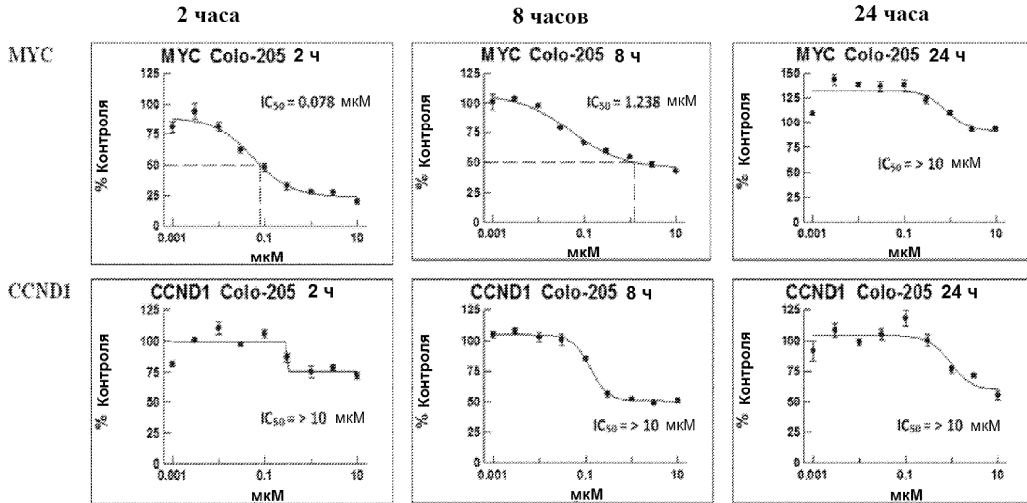 2 часа 8 часов 24 часа
MYC
MYC Colo-205 2 ч
% Контроля
125
100
75
50
25
0
IC50 = 0.078 мкМ
0.001 0.1 10
мкМ
MYC Colo-205 8 ч
% Контроля
125
100
75
50
25
0
IC50 = 1.238 мкМ
0.001 0.1 10
мкМ
MYC Colo-205 24 ч
% Контроля
150
125
100
75
50
25
0
IC50 = > 10 мкМ
0.001 0.1 10
мкМ
CCND1
CCND1 Colo-205 2 ч
% Контроля
125
100
75
50
25
0
IC50 = > 10 мкМ
0.001 0.1 10
мкМ
CCND1 Colo-205 8 ч
% Контроля
125
100
75
50
25
0
IC50 = > 10 мкМ
0.001 0.1 10
мкМ
CCND1 Colo-205 24 ч
% Контроля
125
100
75
50
25
0
IC50 = > 10 мкМ
0.001 0.1 10
мкМ